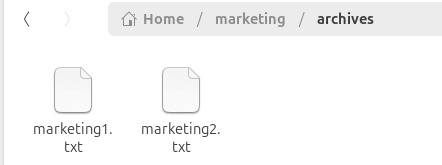 Home / marketing / archives
marketing1. marketing2.
txt txt